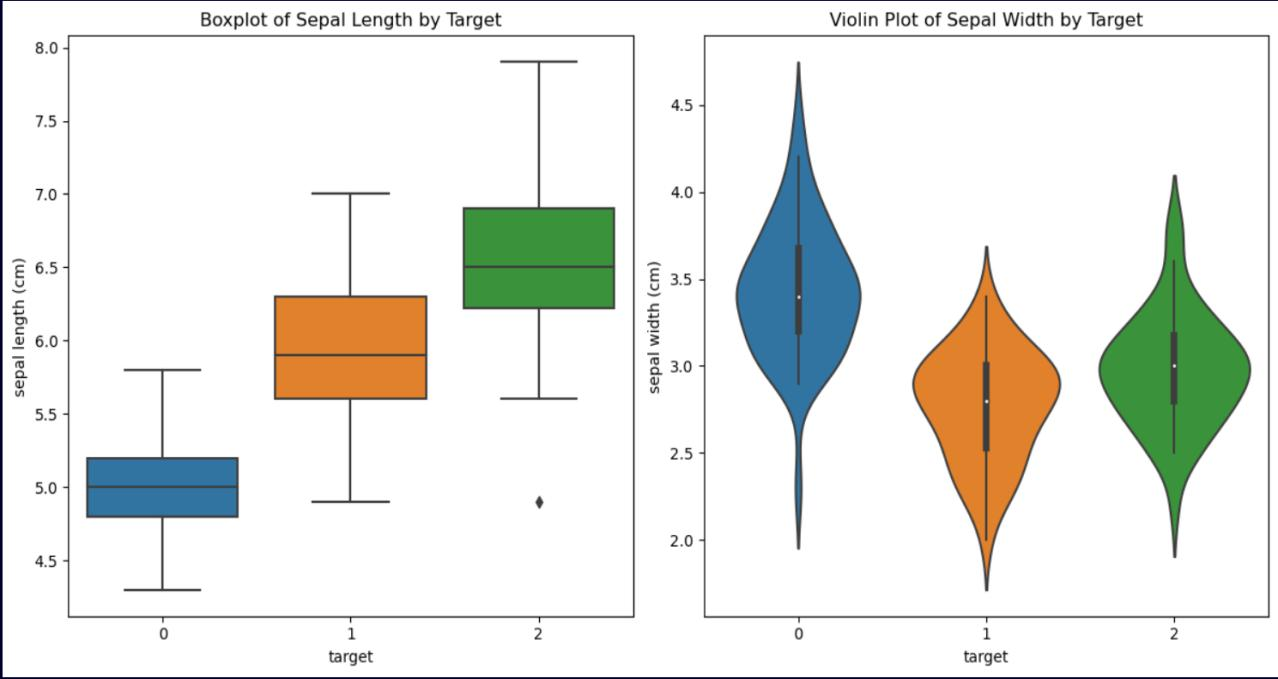 Boxplot of Sepal Length by Target
8.0
7.5
7.0
6.5
6.0
5.5
5.0
4.5
sepal length (cm)
0 1 2
target
Violin Plot of Sepal Width by Target
4.5
4.0
3.5
3.0
2.5
2.0
sepal width (cm)
0 1 2
target